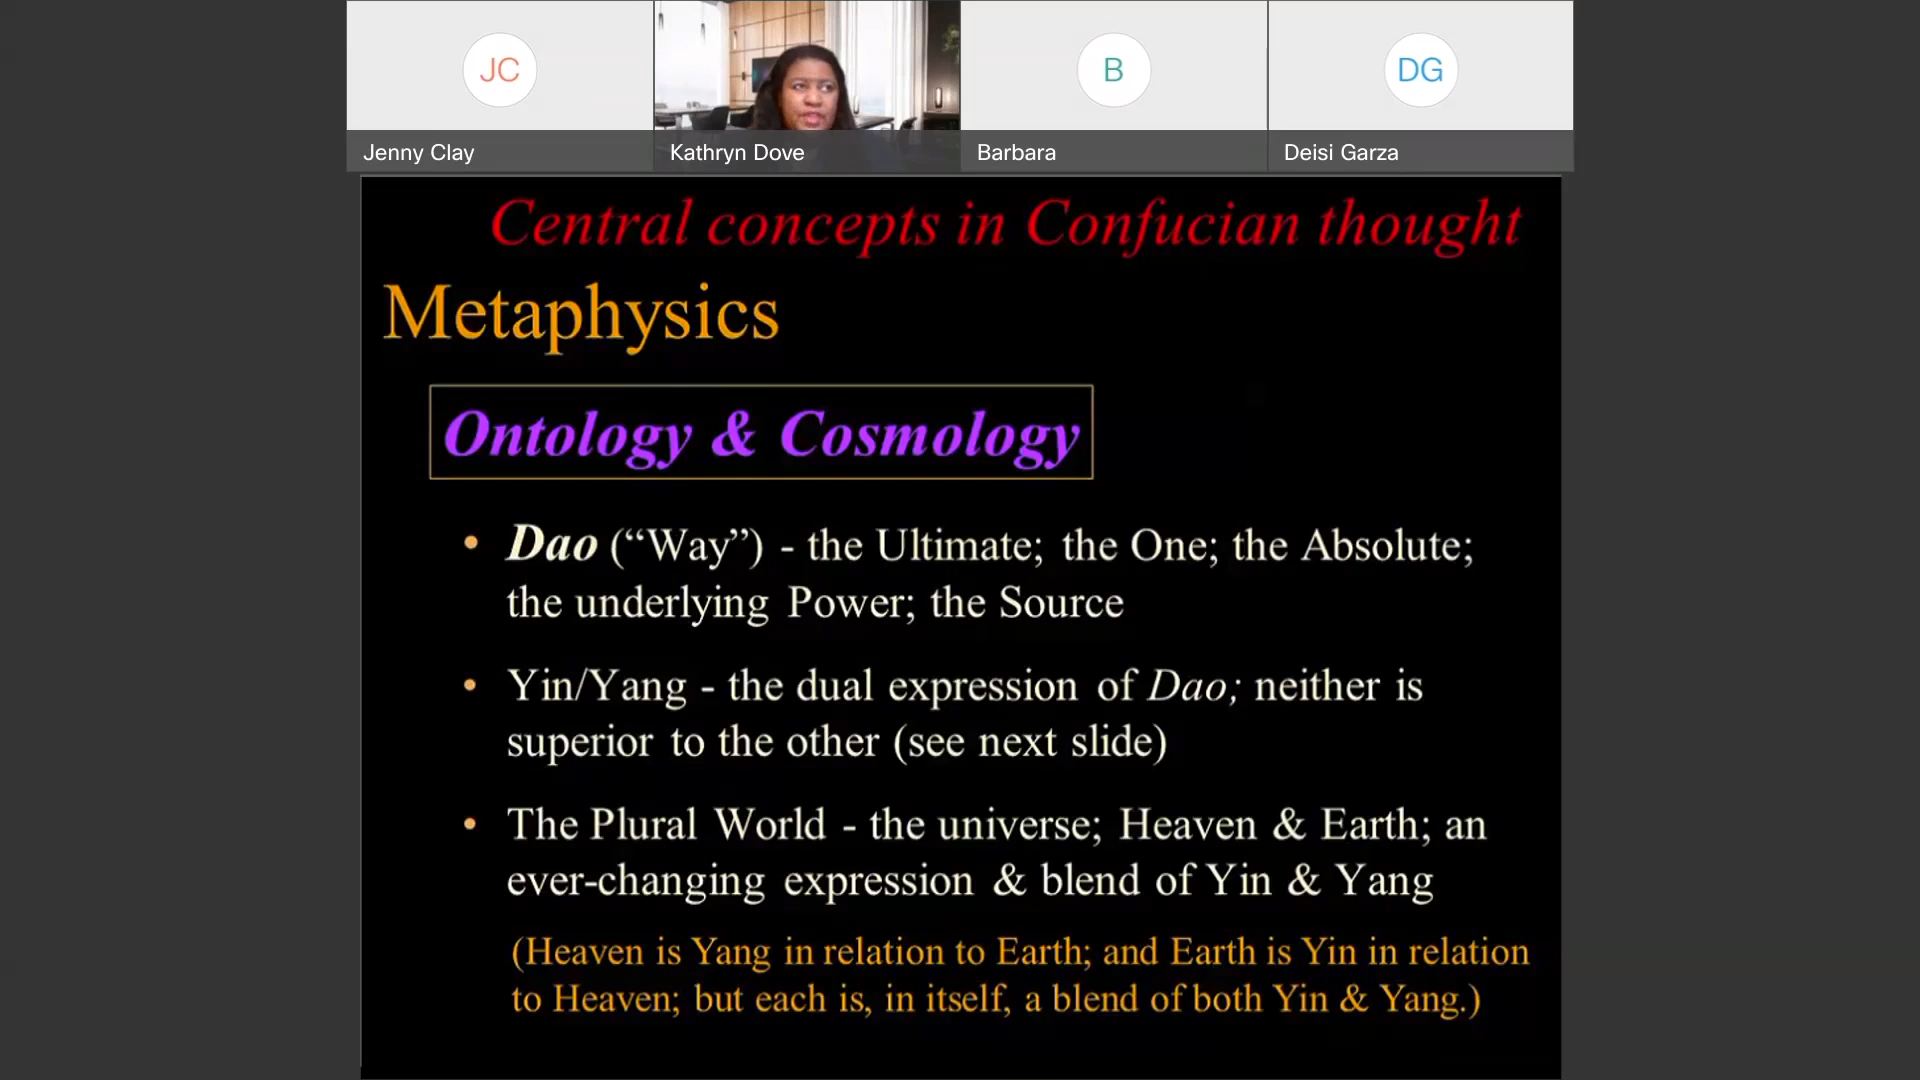 JC
B
DG
Jenny Clay
Kathryn Dove
Barbara
Deisi Garza
Central concepts in Confucian thought
Metaphysics
Ontology & Cosmology
• Dao (“Way”) - the Ultimate; the One; the Absolute;
the underlying Power; the Source
• Yin/Yang - the dual expression of Dao; neither is
superior to the other (see next slide)
• The Plural World - the universe; Heaven & Earth; an
ever-changing expression & blend of Yin & Yang
(Heaven is Yang in relation to Earth; and Earth is Yin in relation
to Heaven; but each is, in itself, a blend of both Yin & Yang.)